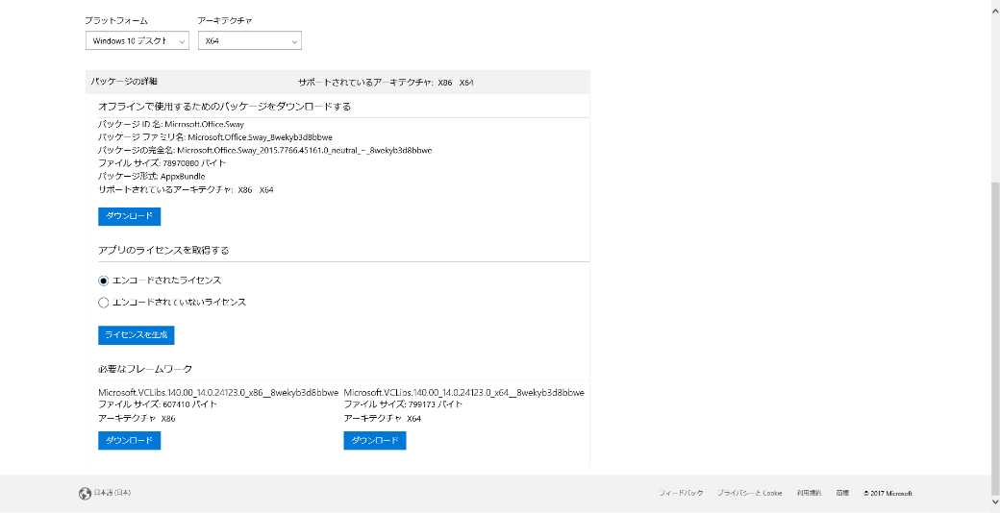 プラットフォーム アーキテクチャ
Windows 10 デスクト X64
パッケージの詳細 サポートされているアーキテクチャ: X86 X64
オフラインで使用するためのパッケージをダウンロードする
パッケージ ID 名: Microsoft.Office.Sway
パッケージ ファミリ名: Microsoft.Office.Sway_8wekyb3d8bbwe
パッケージの完全名: Microsoft.Office.Sway_2015.7766.45161.0_neutral_~_8wekyb3d8bbwe
ファイル サイズ: 78970880 バイト
パッケージ形式: AppxBundle
サポートされているアーキテクチャ: X86 X64
ダウンロード
アプリのライセンスを取得する
エンコードされたライセンス
エンコードされていないライセンス
ライセンスを生成
必要なフレームワーク
Microsoft.VCLibs.140.00_14.0.24123.0_x86__8wekyb3d8bbwe Microsoft.VCLibs.140.00_14.0.24123.0_x64__8wekyb3d8bbwe
ファイル サイズ: 607410 バイト ファイル サイズ: 799173 バイト
アーキテクチャ X86 アーキテクチャ X64
ダウンロード ダウンロード
日本語 (日本) フィードバック プライバシーと Cookie 利用規約 商標 © 2017 Microsoft